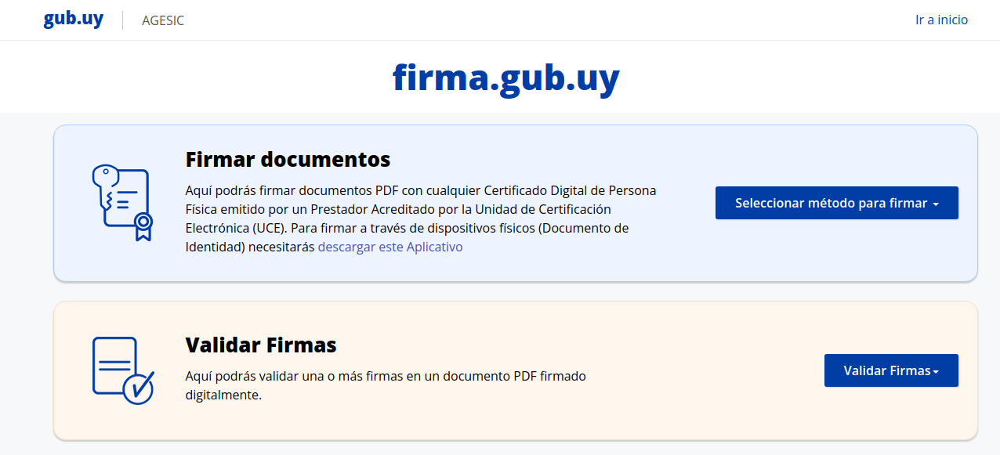 gub.uy
AGESIC
Ir a inicio
firma.gub.uy
Firmar documentos
Aquí podrás firmar documentos PDF con cualquier Certificado Digital de Persona
Física emitido por un Prestador Acreditado por la Unidad de Certificación
Electrónica (UCE). Para firmar a través de dispositivos físicos (Documento de
Identidad) necesitarás descargar este Aplicativo
Seleccionar método para firmar
Validar Firmas
Aquí podrás validar una o más firmas en un documento PDF firmado
digitalmente.
Validar Firmas